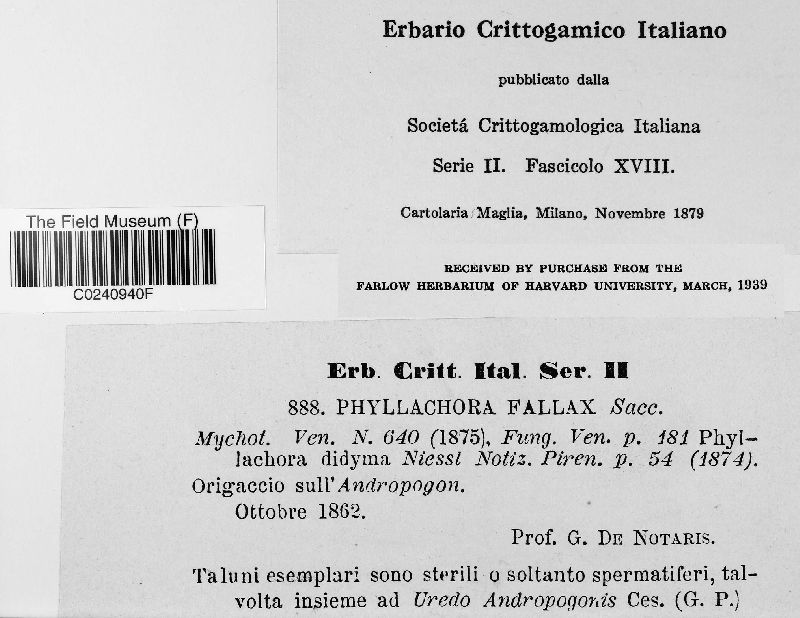 Erbario Crittogamico Italiano
pubblicato dalla
Societá Crittogamologica Italiana
Serie II. Fascicolo XVIII.
Cartolaria Maglia, Milano, Novembre 1879
The Field Museum (F)
C0240940F
RECEIVED BY PURCHASE FROM THE
FARLOW HERBARIUM OF HARVARD UNIVERSITY, MARCH, 1939
Erb. Critt. Ital. Ser. II
888. PHYLLACHORA FALLAX Sacc.
Mychot. Ven. N. 640 (1875), Fung. Ven. p. 181 Phyl-
lachora didyma Niessl Notiz. Piren. p. 54 (1874).
Origaccio sull'Andropogon.
Ottobre 1862.
Prof. G. De Notaris.
Taluni esemplari sono sterili o soltanto spermatiferi, tal-
volta insieme ad Uredo Andropogonis Ces. (G. P.)